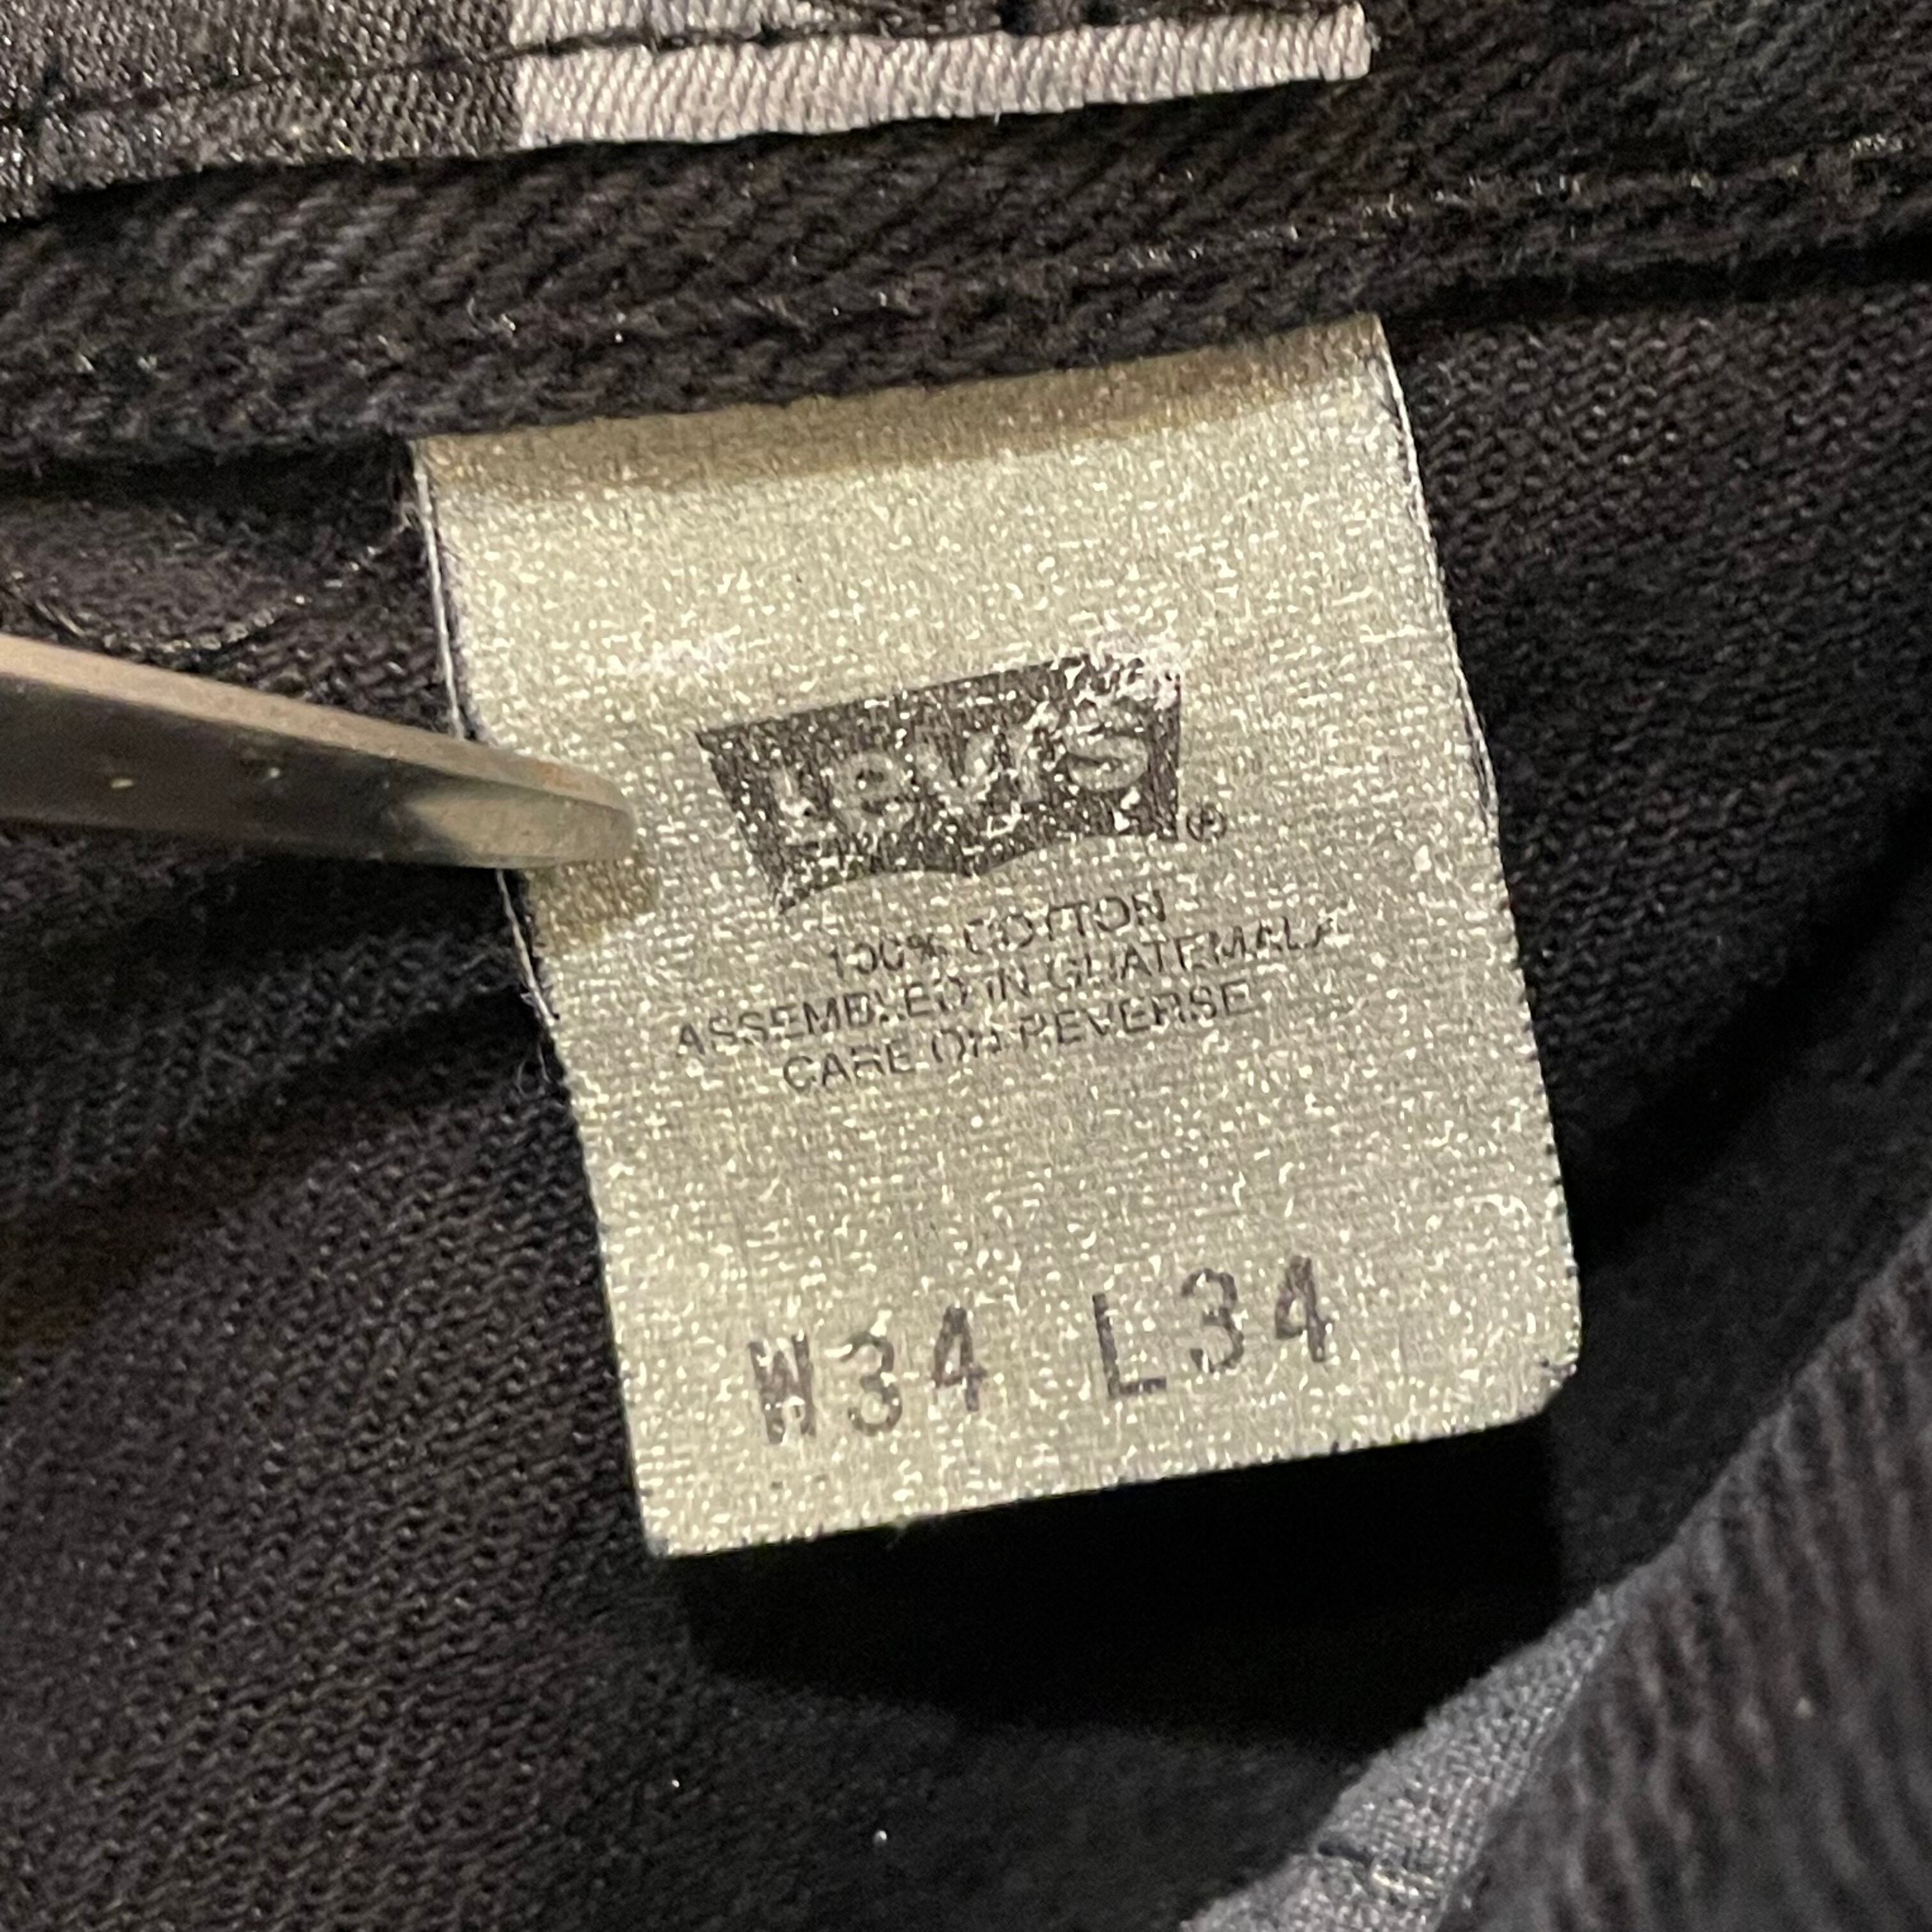 Levi's ®
100% COTTON
ASSEMBLED IN GUATEMALA
CARE ON REVERSE
W34 L34